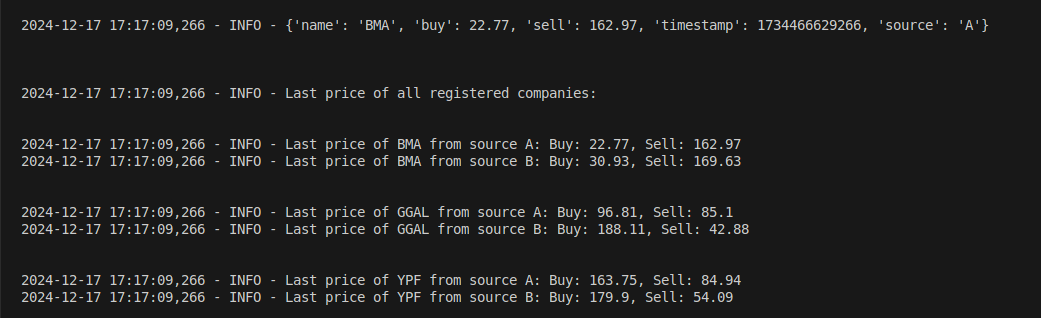 2024-12-17 17:17:09,266 - INFO - {'name': 'BMA', 'buy': 22.77, 'sell': 162.97, 'timestamp': 1734466629266, 'source': 'A'}
2024-12-17 17:17:09,266 - INFO - Last price of all registered companies:
2024-12-17 17:17:09,266 - INFO - Last price of BMA from source A: Buy: 22.77, Sell: 162.97
2024-12-17 17:17:09,266 - INFO - Last price of BMA from source B: Buy: 30.93, Sell: 169.63
2024-12-17 17:17:09,266 - INFO - Last price of GGAL from source A: Buy: 96.81, Sell: 85.1
2024-12-17 17:17:09,266 - INFO - Last price of GGAL from source B: Buy: 188.11, Sell: 42.88
2024-12-17 17:17:09,266 - INFO - Last price of YPF from source A: Buy: 163.75, Sell: 84.94
2024-12-17 17:17:09,266 - INFO - Last price of YPF from source B: Buy: 179.9, Sell: 54.09